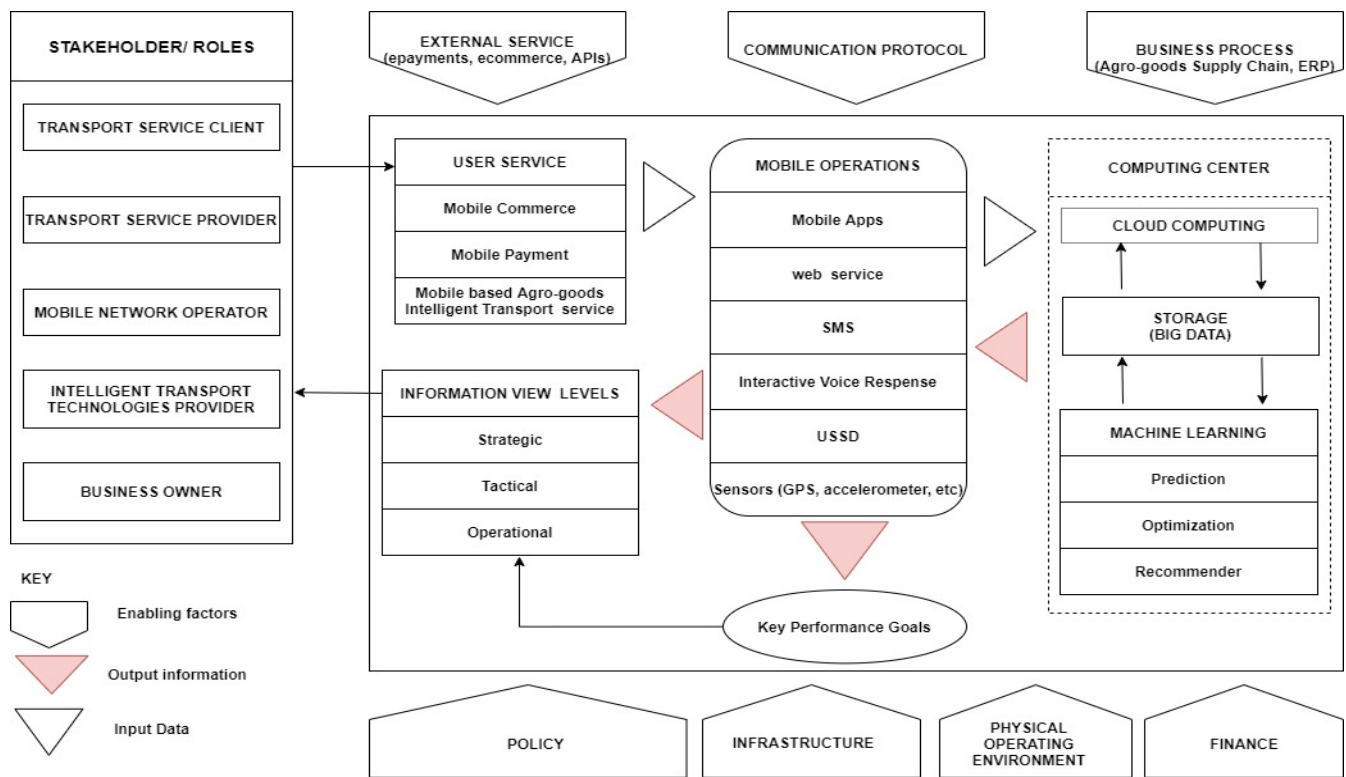 STAKEHOLDER/ ROLES
TRANSPORT SERVICE CLIENT
TRANSPORT SERVICE PROVIDER
MOBILE NETWORK OPERATOR
INTELLIGENT TRANSPORT
TECHNOLOGIES PROVIDER
BUSINESS OWNER
EXTERNAL SERVICE
(epayments, ecommerce, APIs)
COMMUNICATION PROTOCOL
BUSINESS PROCESS
(Agro-goods Supply Chain, ERP)
USER SERVICE
Mobile Commerce
Mobile Payment
Mobile based Agro-goods
Intelligent Transport service
INFORMATION VIEW LEVELS
Strategic
Tactical
Operational
MOBILE OPERATIONS
Mobile Apps
web service
SMS
Interactive Voice Respense
USSD
Sensors (GPS, accelerometer, etc)
Key Performance Goals
COMPUTING CENTER
CLOUD COMPUTING
STORAGE
(BIG DATA)
MACHINE LEARNING
Prediction
Optimization
Recommender
KEY
Enabling factors
Output information
Input Data
POLICY
INFRASTRUCTURE
PHYSICAL
OPERATING
ENVIRONMENT
FINANCE